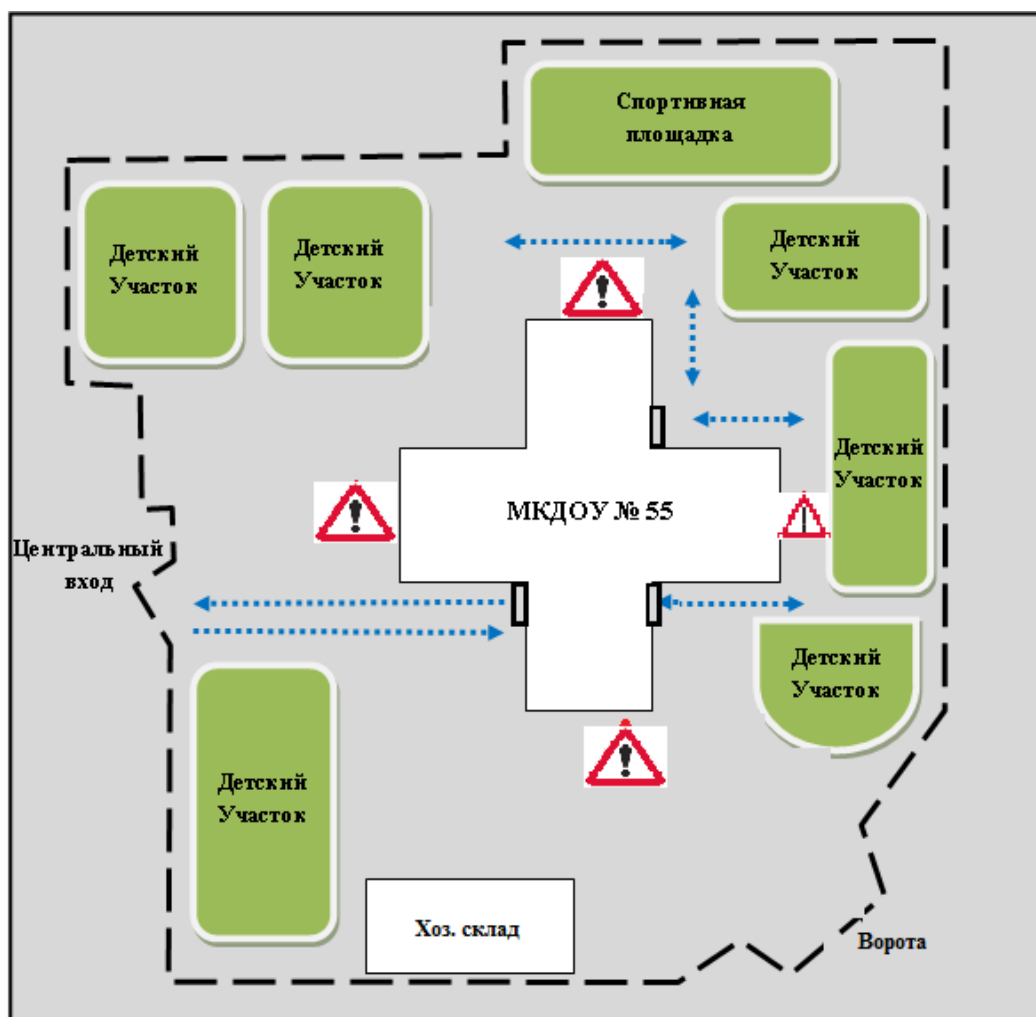 Спортивная
площадка
Детский
Участок
Детский
Участок
Детский
Участок
Детский
Участок
МКДОУ № 55
Центральный
вход
Детский
Участок
Детский
Участок
Хоз. склад
Ворота